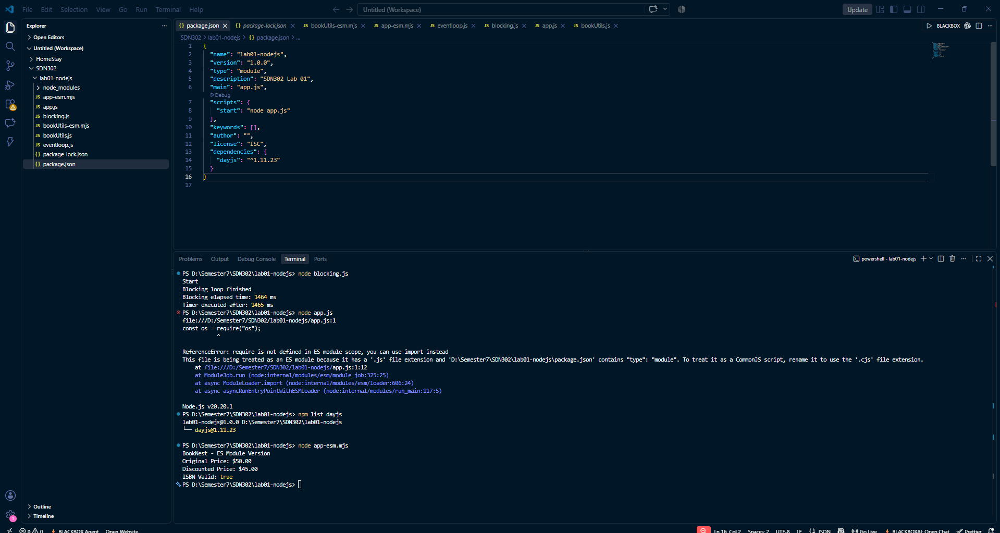 File Edit Selection View Go Run Terminal Help
Untitled (Workspace)
Update
Explorer
Open Editors
Untitled (Workspace)
HomeStay
SDN302
lab01-nodejs
node_modules
JS app-esm.mjs
JS app.js
JS blocking.js
JS bookUtils-esm.mjs
JS bookUtils.js
JS eventloop.js
{} package-lock.json
{} package.json
Outline
Timeline
{} package.json {} package-lock.json JS bookUtils-esm.mjs JS app-esm.mjs JS eventloop.js JS blocking.js JS app.js JS bookUtils.js
BLACKBOX
SDN302 > lab01-nodejs > {} package.json > ...
1 {
2 "name": "lab01-nodejs",
3 "version": "1.0.0",
4 "type": "module",
5 "description": "SDN302 Lab 01",
6 "main": "app.js",
Debug
7 "scripts": {
8 "start": "node app.js"
9 },
10 "keywords": [],
11 "author": "",
12 "license": "ISC",
13 "dependencies": {
14 "dayjs": "^1.11.23"
15 }
16 }
17
Problems Output Debug Console Terminal Ports
powershell - lab01-nodejs
PS D:\Semester7\SDN302\lab01-nodejs> node blocking.js
Start
Blocking loop finished
Blocking elapsed time: 1464 ms
Timer executed after: 1465 ms
PS D:\Semester7\SDN302\lab01-nodejs> node app.js
file:///D:/Semester7/SDN302/lab01-nodejs/app.js:1
const os = require("os");
^
ReferenceError: require is not defined in ES module scope, you can use import instead
This file is being treated as an ES module because it has a '.js' file extension and 'D:\Semester7\SDN302\lab01-nodejs\package.json' contains "type": "module". To treat it as a CommonJS script, rename it to use the '.cjs' file extension.
at file:///D:/Semester7/SDN302/lab01-nodejs/app.js:1:12
at ModuleJob.run (node:internal/modules/esm/module_job:325:25)
at async ModuleLoader.import (node:internal/modules/esm/loader:606:24)
at async asyncRunEntryPointWithESMLoader (node:internal/modules/run_main:117:5)
Node.js v20.20.1
PS D:\Semester7\SDN302\lab01-nodejs> npm list dayjs
lab01-nodejs@1.0.0 D:\Semester7\SDN302\lab01-nodejs
└── dayjs@1.11.23
PS D:\Semester7\SDN302\lab01-nodejs> node app-esm.mjs
BookNest - ES Module Version
Original Price: $50.00
Discounted Price: $45.00
ISBN Valid: true
PS D:\Semester7\SDN302\lab01-nodejs>
1
0 0 BLACKBOX Agent Open Website
Ln 16, Col 2 Spaces: 2 UTF-8 LF {} JSON Go Live BLACKBOXAI: Open Chat Prettier